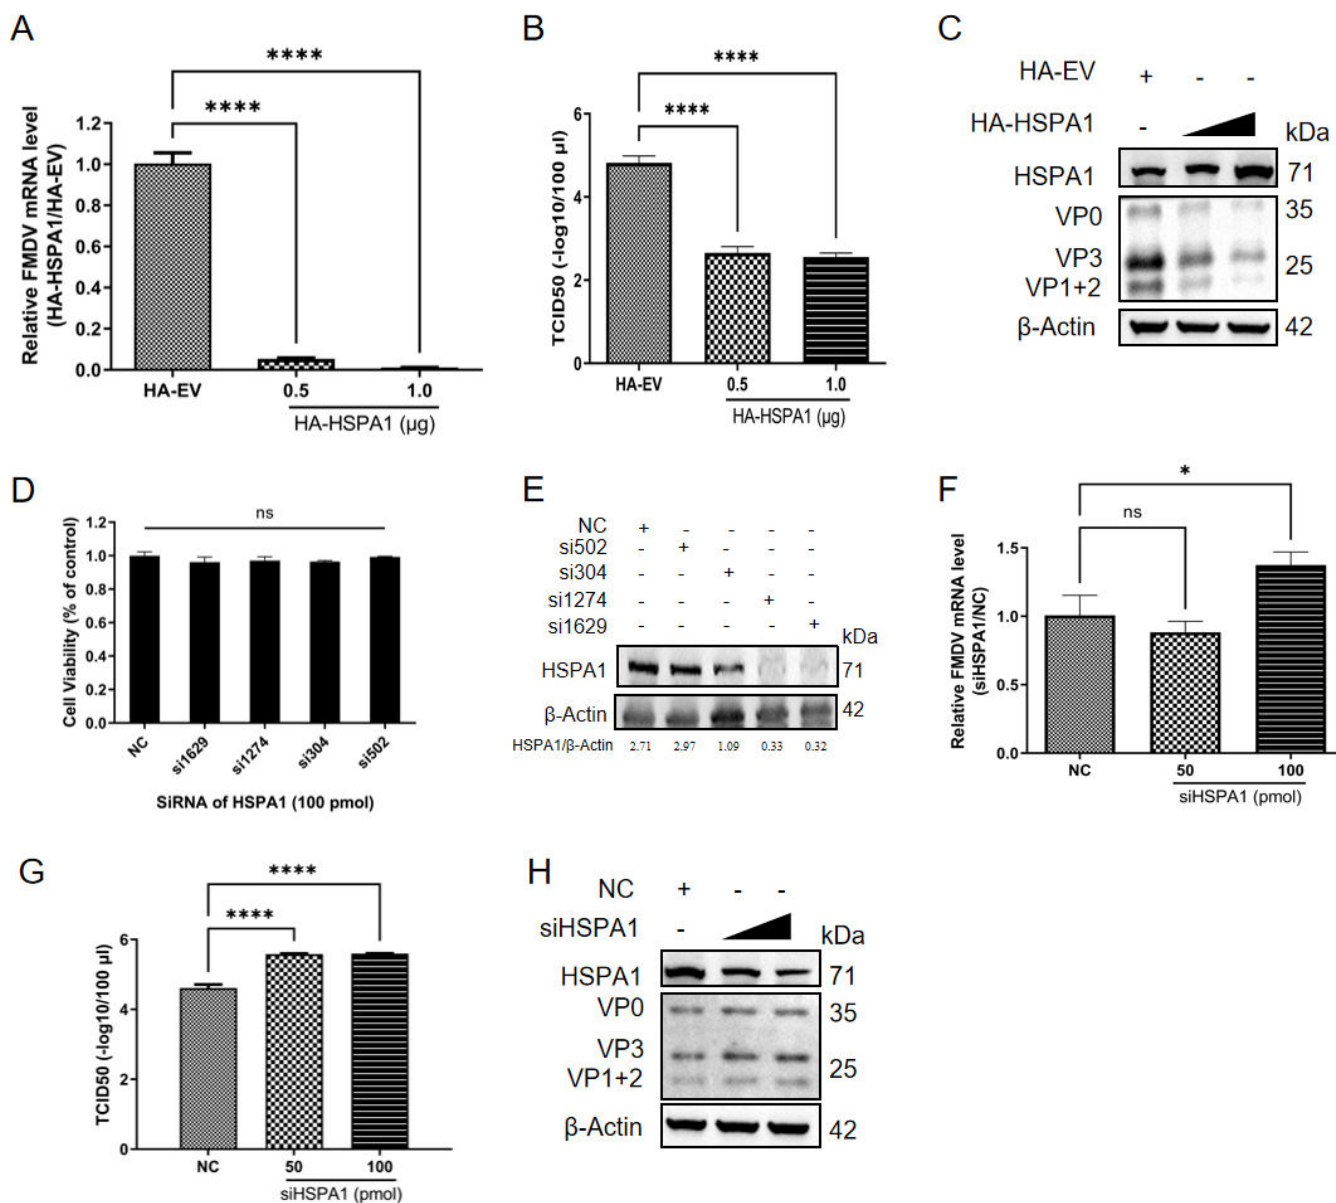 A
****
****
Relative FMDV mRNA level
(HA-HSPA1/HA-EV)
1.2
1.0
0.8
0.6
0.4
0.2
0.0
HA-EV
0.5
1.0
HA-HSPA1 (μg)
B
****
****
TCID50 (-log10/100 μl)
6
4
2
0
HA-EV
0.5
1.0
HA-HSPA1 (μg)
C
HA-EV + - -
HA-HSPA1 - kDa
HSPA1 71
VP0 35
VP3 25
VP1+2
β-Actin 42
D
ns
Cell Viability (% of control)
1.2
1.0
0.8
0.6
0.4
0.2
0.0
NC
si1629
si1274
si304
si502
SiRNA of HSPA1 (100 pmol)
E
NC + - - - -
si502 - + - - -
si304 - - + - -
si1274 - - - + -
si1629 - - - - +
kDa
HSPA1 71
β-Actin 42
HSPA1/β-Actin 2.71 2.97 1.09 0.33 0.32
F
*
ns
Relative FMDV mRNA level
(siHSPA1/NC)
1.5
1.0
0.5
0.0
NC
50
100
siHSPA1 (pmol)
G
****
****
TCID50 (-log10/100 μl)
6
4
2
0
NC
50
100
siHSPA1 (pmol)
H
NC + - -
siHSPA1 - kDa
HSPA1 71
VP0 35
VP3 25
VP1+2
β-Actin 42